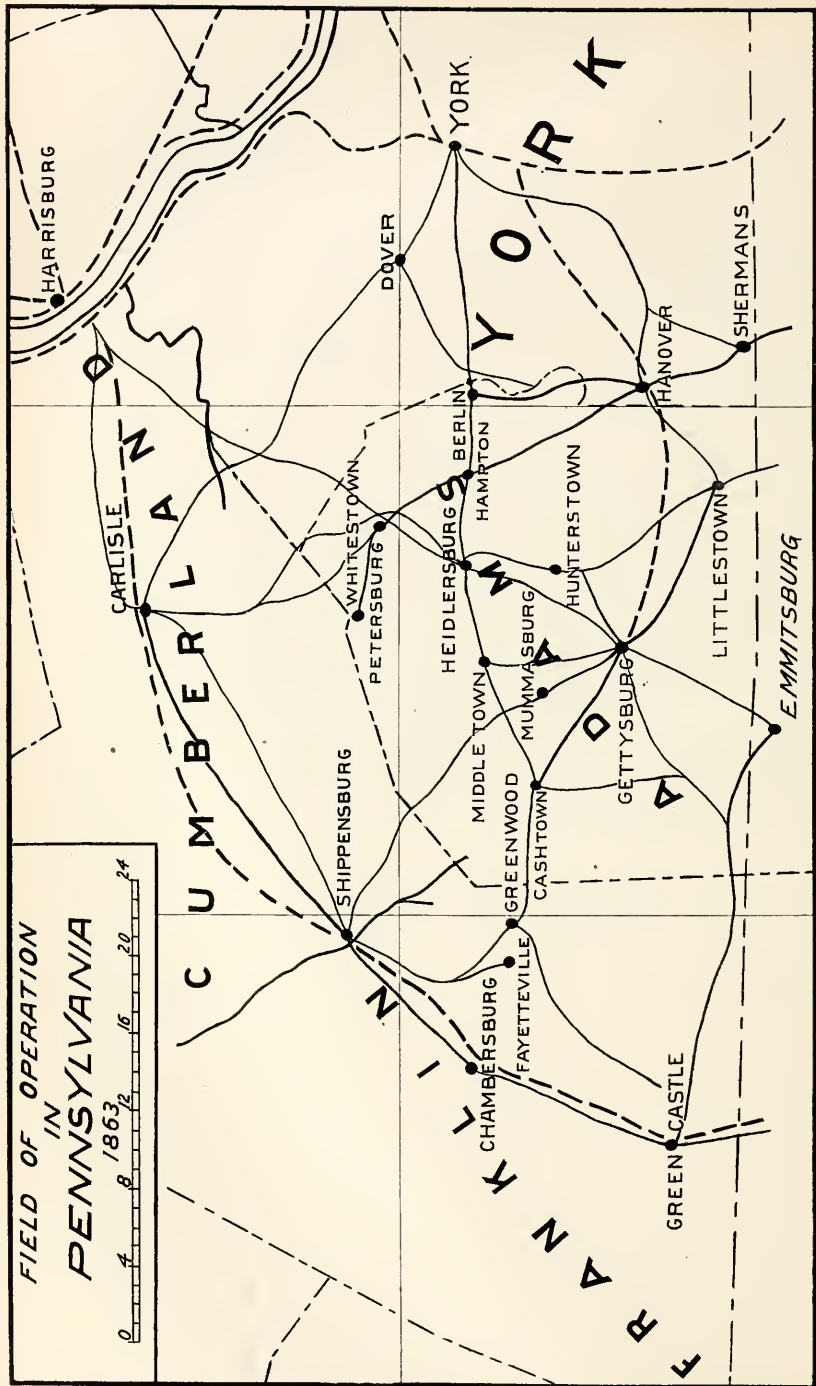 FIELD OF OPERATION
IN
PENNSYLVANIA
1863
0 4 8 12 16 20 24
HARRISBURG
CARLISLE
CUMBERLAND
YORK
DOVER
YORK
SHIPPENSBURG
WHITESTOWN
PETERSBURG
BERLIN
HAMPTON
HEIDLERSBURG
HUNTERSTOWN
HANOVER
SHERMANS
MIDDLE TOWN
MUMMASBURG
ADAMS
GREENWOOD
CASHTOWN
GETTYSBURG
LITTLESTOWN
EMMITSBURG
CHAMBERSBURG
FAYETTEVILLE
FRANKLIN
GREEN CASTLE